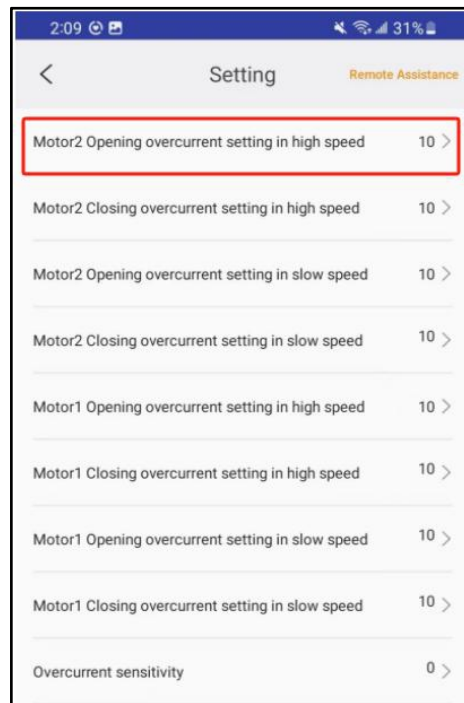 2:09 31%
Setting Remote Assistance
Motor2 Opening overcurrent setting in high speed 10
Motor2 Closing overcurrent setting in high speed 10
Motor2 Opening overcurrent setting in slow speed 10
Motor2 Closing overcurrent setting in slow speed 10
Motor1 Opening overcurrent setting in high speed 10
Motor1 Closing overcurrent setting in high speed 10
Motor1 Opening overcurrent setting in slow speed 10
Motor1 Closing overcurrent setting in slow speed 10
Overcurrent sensitivity 0